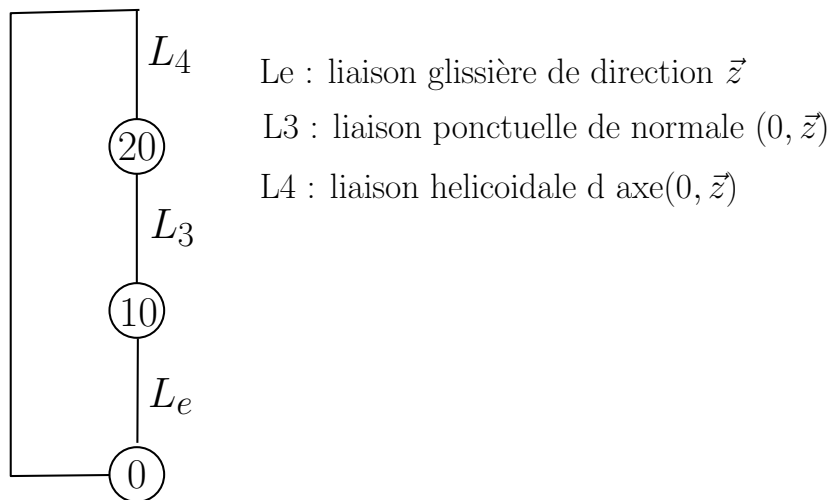 L4
Le : liaison glissière de direction z⃗
20
L3 : liaison ponctuelle de normale (0, z⃗)
L4 : liaison helicoidale d axe(0, z⃗)
L3
10
Le
0